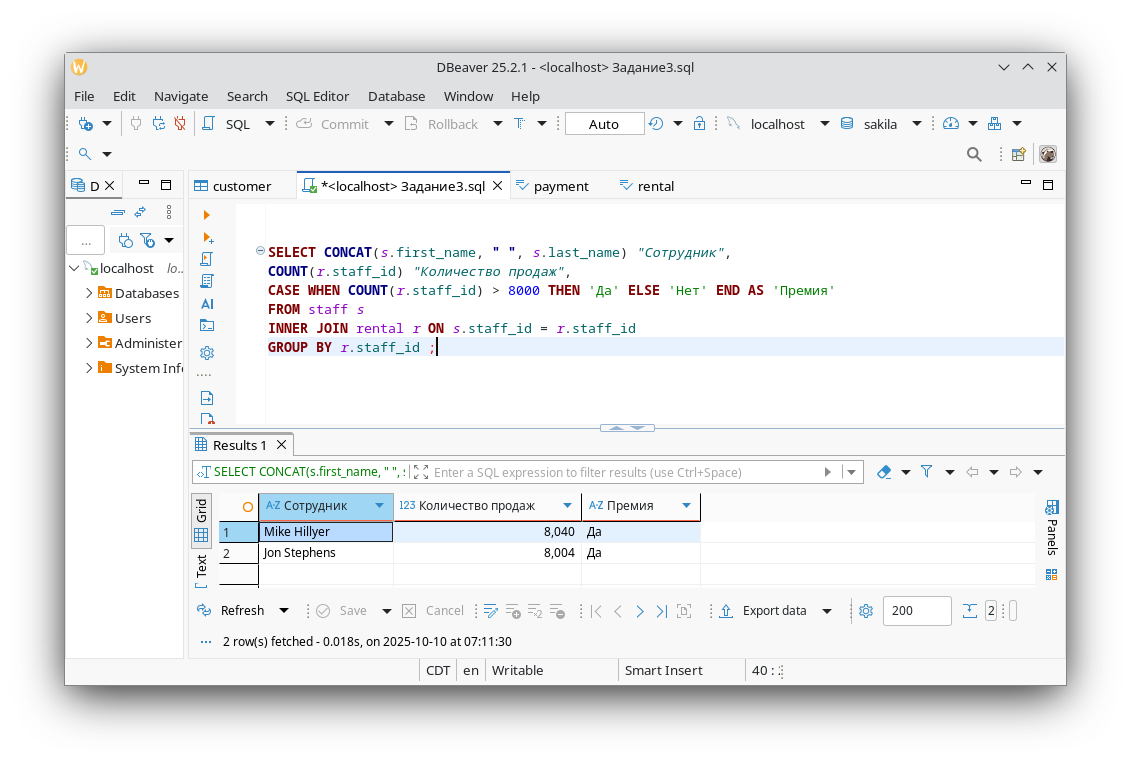 DBeaver 25.2.1 - <localhost> Задание3.sql
File Edit Navigate Search SQL Editor Database Window Help
SQL Commit Rollback T Auto localhost sakila
D customer *<localhost> Задание3.sql payment rental
...
localhost lo..
Databases
Users
Administer
System Info
AI
SELECT CONCAT(s.first_name, " ", s.last_name) "Сотрудник",
COUNT(r.staff_id) "Количество продаж",
CASE WHEN COUNT(r.staff_id) > 8000 THEN 'Да' ELSE 'Нет' END AS 'Премия'
FROM staff s
INNER JOIN rental r ON s.staff_id = r.staff_id
GROUP BY r.staff_id ;
Results 1
SELECT CONCAT(s.first_name, " ", s Enter a SQL expression to filter results (use Ctrl+Space)
Grid
Text
A-Z Сотрудник 123 Количество продаж A-Z Премия
1 Mike Hillyer 8,040 Да
2 Jon Stephens 8,004 Да
Panels
Refresh Save Cancel Export data 200 2
... 2 row(s) fetched - 0.018s, on 2025-10-10 at 07:11:30
CDT en Writable Smart Insert 40 :